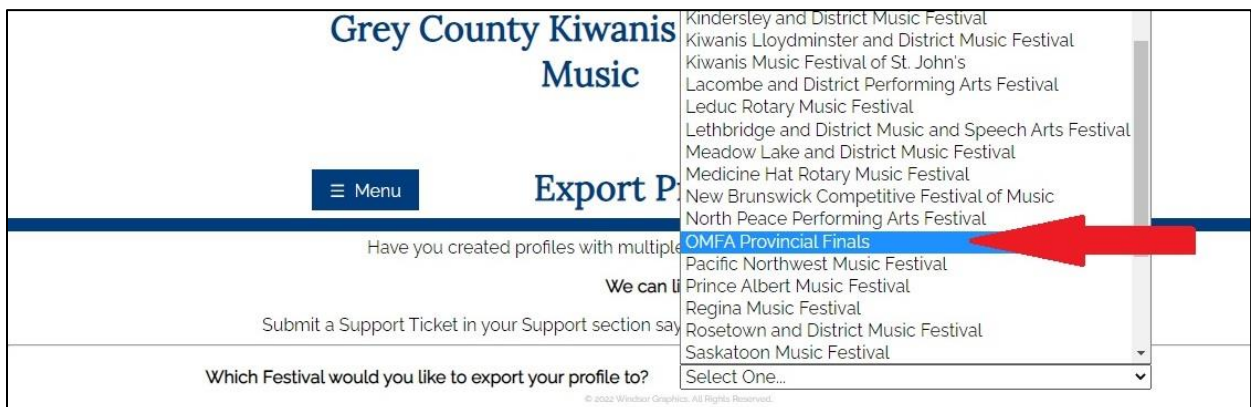 Grey County Kiwanis
Music
☰ Menu
Export P
Have you created profiles with multiple
We can li
Submit a Support Ticket in your Support section say
Kindersley and District Music Festival
Kiwanis Lloydminster and District Music Festival
Kiwanis Music Festival of St. John's
Lacombe and District Performing Arts Festival
Leduc Rotary Music Festival
Lethbridge and District Music and Speech Arts Festival
Meadow Lake and District Music Festival
Medicine Hat Rotary Music Festival
New Brunswick Competitive Festival of Music
North Peace Performing Arts Festival
OMFA Provincial Finals
Pacific Northwest Music Festival
Prince Albert Music Festival
Regina Music Festival
Rosetown and District Music Festival
Saskatoon Music Festival
Which Festival would you like to export your profile to? Select One...
© 2022 Windsor Graphics. All Rights Reserved.